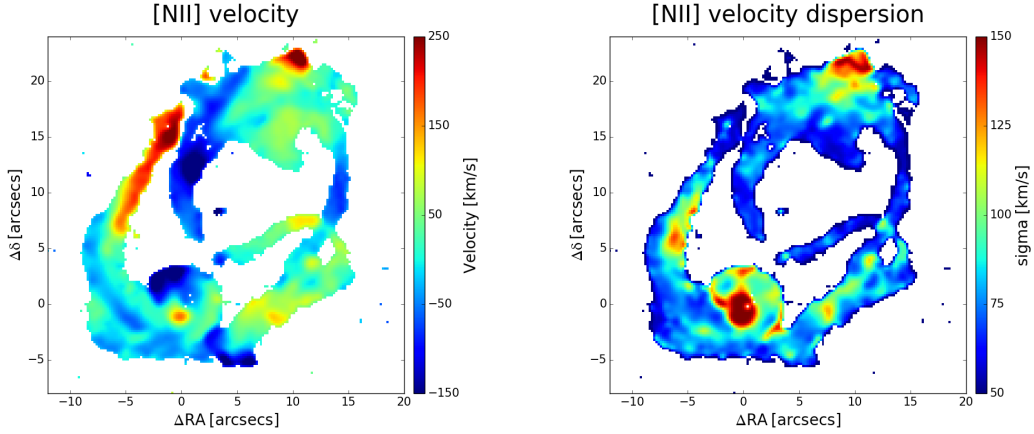 [NII] velocity
[NII] velocity dispersion
250
150
50
−50
−150
Velocity [km/s]
20
15
10
5
0
−5
Δδ [arcsecs]
−10 −5 0 5 10 15 20
ΔRA [arcsecs]
150
125
100
75
50
sigma [km/s]
20
15
10
5
0
−5
Δδ [arcsecs]
−10 −5 0 5 10 15 20
ΔRA [arcsecs]